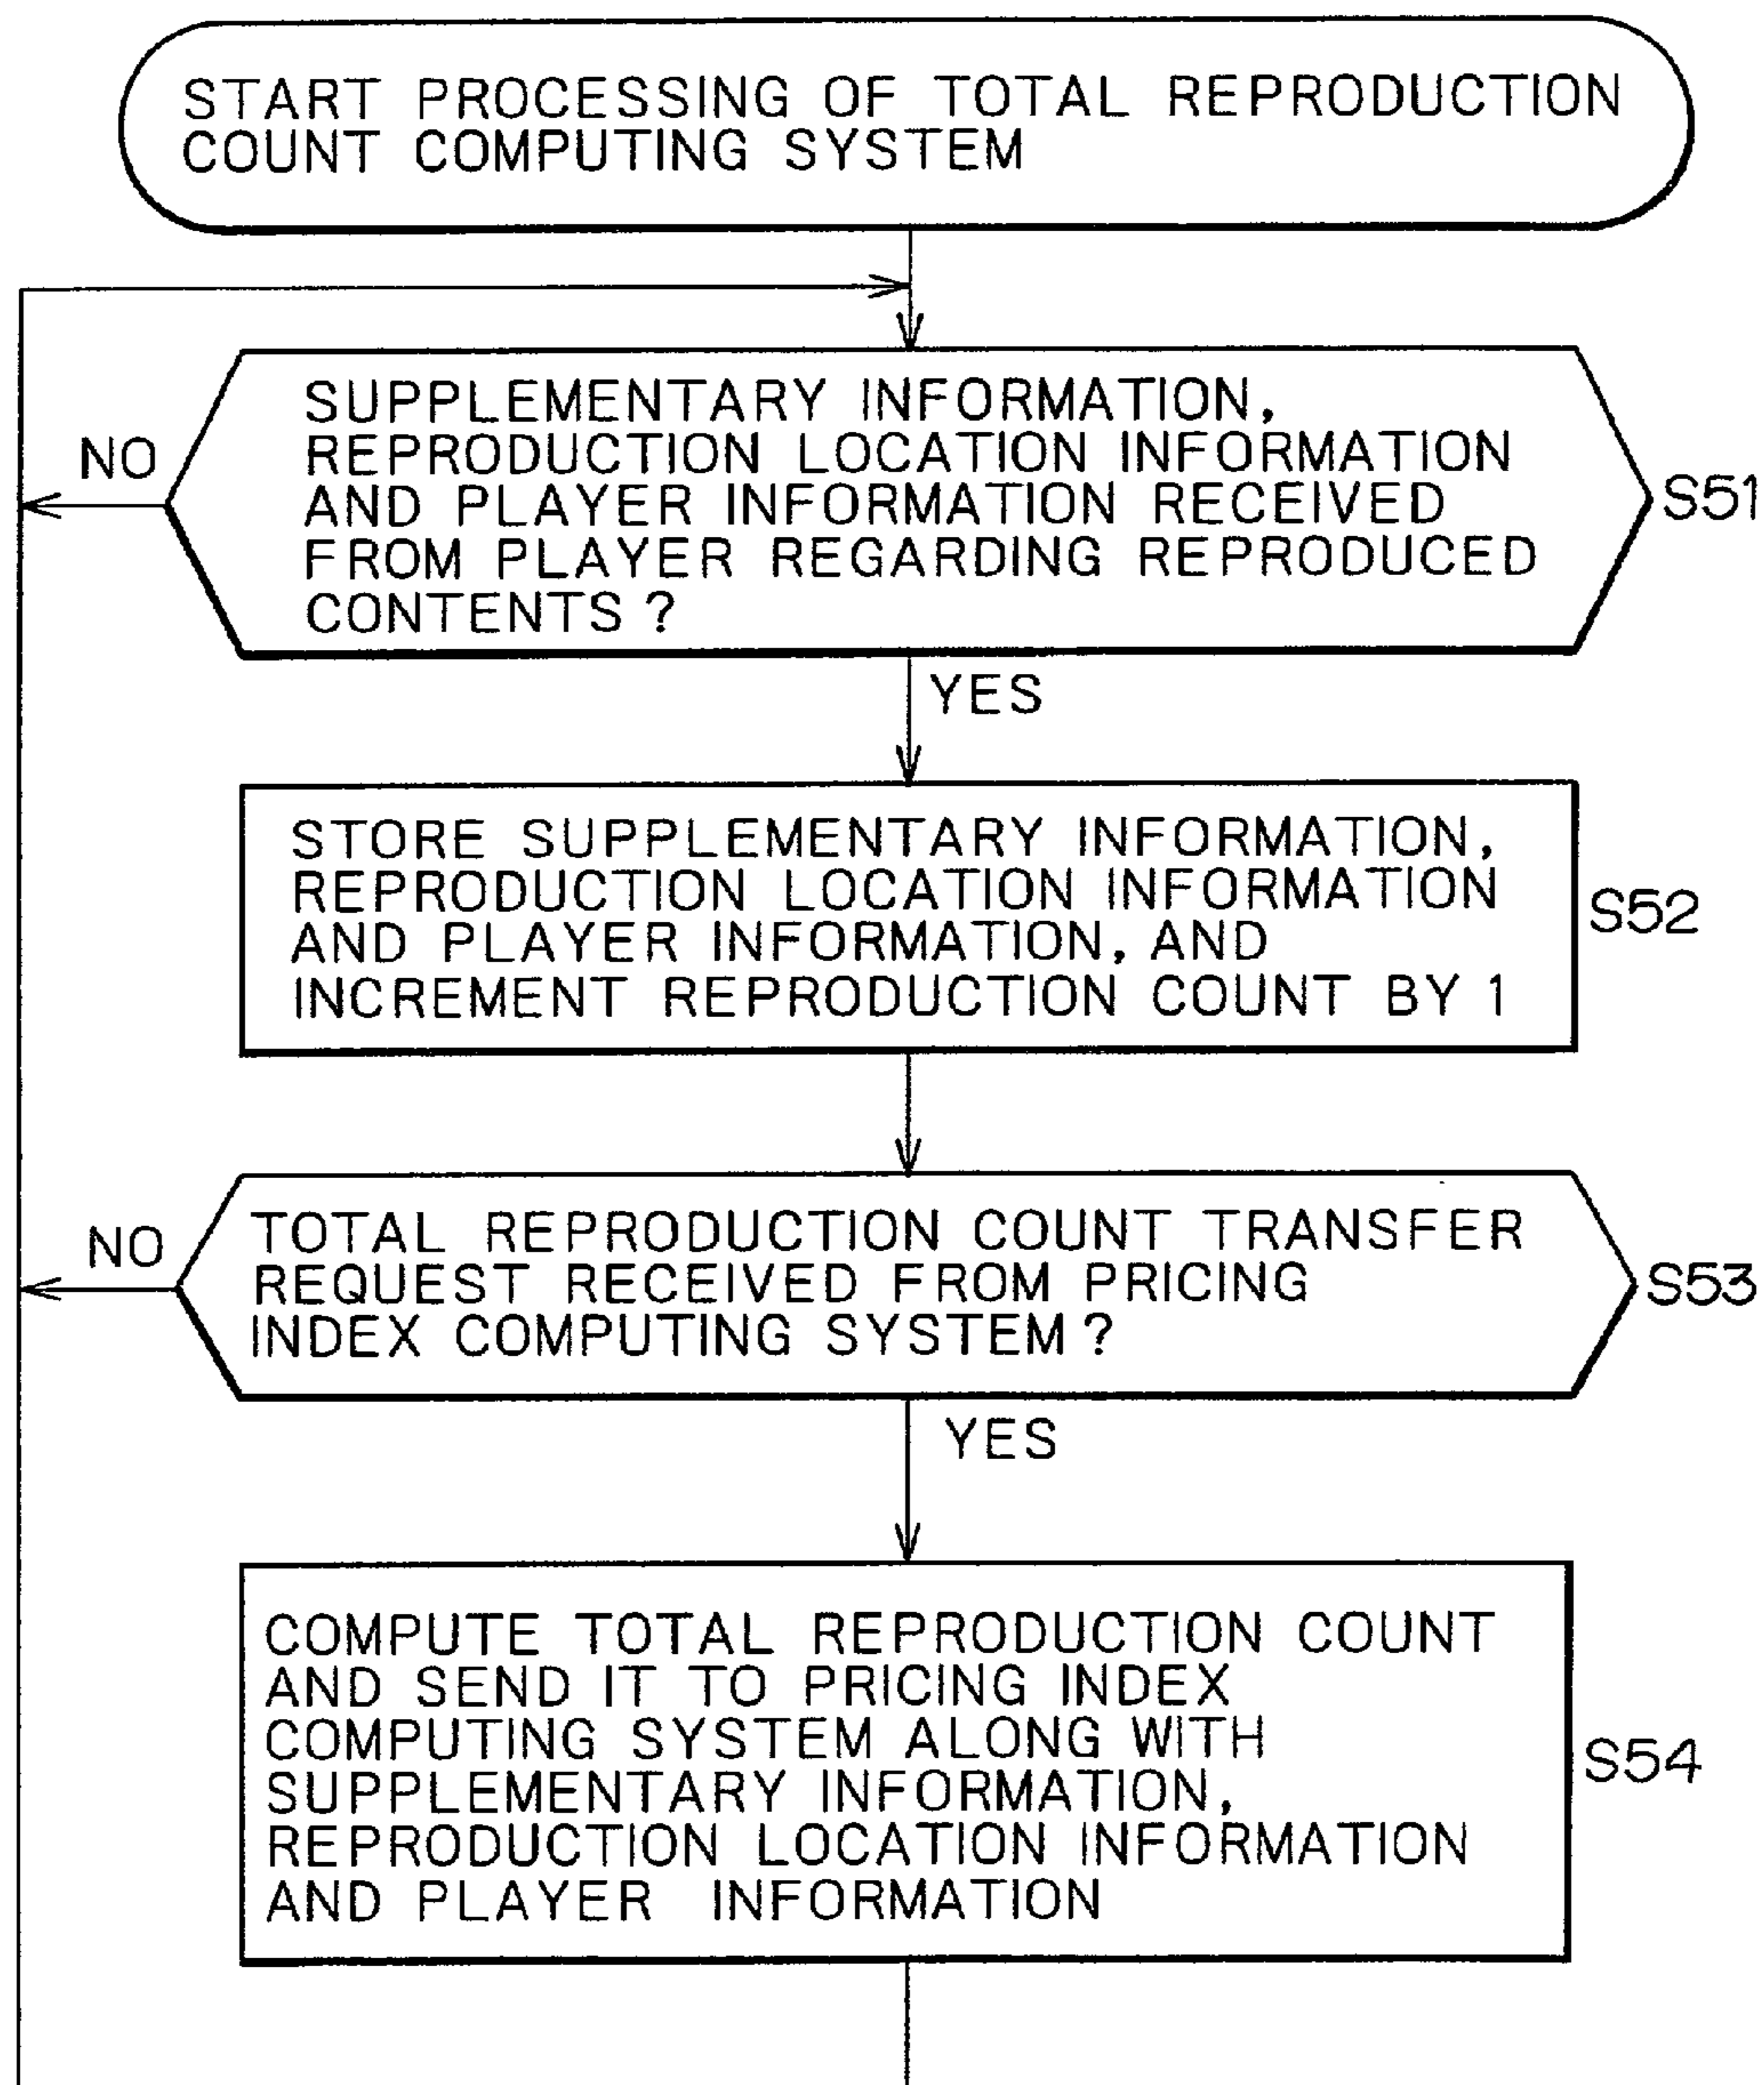 START PROCESSING OF TOTAL REPRODUCTION
COUNT COMPUTING SYSTEM
SUPPLEMENTARY INFORMATION,
REPRODUCTION LOCATION INFORMATION
AND PLAYER INFORMATION RECEIVED
FROM PLAYER REGARDING REPRODUCED
CONTENTS?
NO
S51
YES
STORE SUPPLEMENTARY INFORMATION,
REPRODUCTION LOCATION INFORMATION
AND PLAYER INFORMATION, AND
INCREMENT REPRODUCTION COUNT BY 1
S52
TOTAL REPRODUCTION COUNT TRANSFER
REQUEST RECEIVED FROM PRICING
INDEX COMPUTING SYSTEM?
NO
S53
YES
COMPUTE TOTAL REPRODUCTION COUNT
AND SEND IT TO PRICING INDEX
COMPUTING SYSTEM ALONG WITH
SUPPLEMENTARY INFORMATION,
REPRODUCTION LOCATION INFORMATION
AND PLAYER INFORMATION
S54